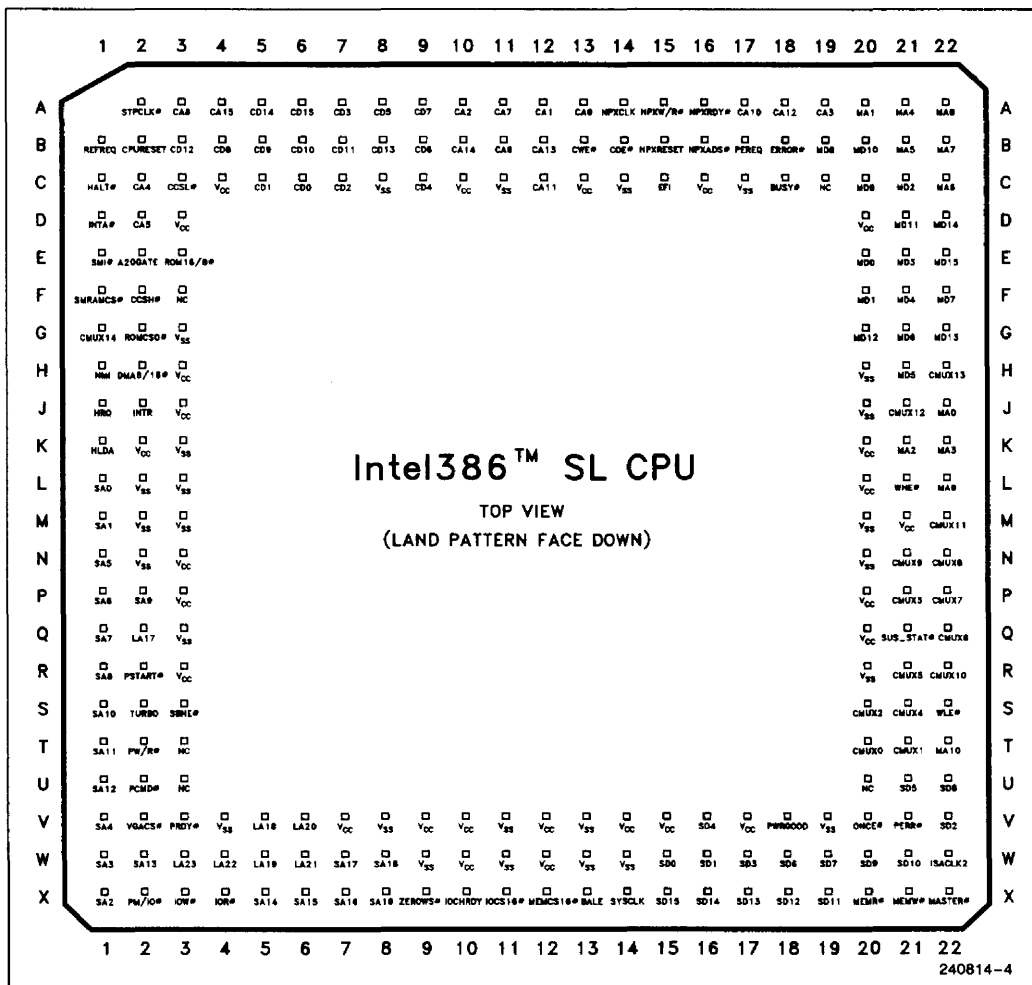 1 2 3 4 5 6 7 8 9 10 11 12 13 14 15 16 17 18 19 20 21 22
A STPCLK# CA6 CA15 CD14 CD15 CD3 CD5 CD7 CA2 CA7 CA1 CA9 NPXCLK NPXW/R# NPXRDY# CA10 CA12 CA3 MA1 MA4 A
B REFREQ CPURESET CD12 CD8 CD9 CD10 CD11 CD13 CD6 CA14 CA8 CA13 CWE# COE# NPXRESET NPXADS# PEREQ ERROR# MD10 MA5 MA7 B
C HALT# CA4 CCSL# VCC CD1 CD0 CD2 VSS CD4 VCC VSS CA11 VCC VSS EFI VCC VSS BUSY# NC MD2 C
D INTA# CA5 VCC VCC MD11 MD14 D
E SMI# A20GATE ROM16/8# MD0 MD3 MD15 E
F SMRAMCS# CCSH# NC MD1 MD4 MD7 F
G CMUX14 ROMCS0# VSS MD12 MD6 MD13 G
H NMI DMA8/16# VCC VSS MD5 CMUX13 H
J HRQ INTR VCC VSS CMUX12 MA0 J
K HLDA VCC VSS VCC MA2 MA3 K
Intel386™ SL CPU
L SA0 VSS VSS VCC WHE# L
TOP VIEW
M SA1 VSS VSS VSS VCC CMUX11 M
(LAND PATTERN FACE DOWN)
N SA5 VSS VCC VSS CMUX9 N
P SA6 SA9 VCC VCC CMUX3 CMUX7 P
Q SA7 LA17 VSS VCC SUS_STAT# Q
R SA8 PSTART# VCC VSS CMUX5 CMUX10 R
S SA10 TURBO SBHE# CMUX2 CMUX4 WLE# S
T SA11 PW/R# NC CMUX0 CMUX1 MA10 T
U SA12 PCMD# NC NC SD5 U
V SA4 VGACS# PRDY# VSS LA18 LA20 VCC VSS VCC VCC VSS VSS VSS VCC VCC SD4 VCC PWRGOOD VSS ONCE# PERR# SD2 V
W SA3 SA13 LA23 LA22 LA19 LA21 SA17 VSS VCC VSS VCC VSS VSS SD0 SD1 SD3 SD6 SD7 SD9 SD10 ISACLK2 W
X SA2 PM/IO# IOW# IOR# SA14 SA15 ZEROWS# IOCHRDY IOCS16# MEMCS16# BALE SYSCLK SD15 SD14 SD13 SD12 SD11 MEMR# MEMW# MASTER# X
1 2 3 4 5 6 7 8 9 10 11 12 13 14 15 16 17 18 19 20 21 22
240814-4